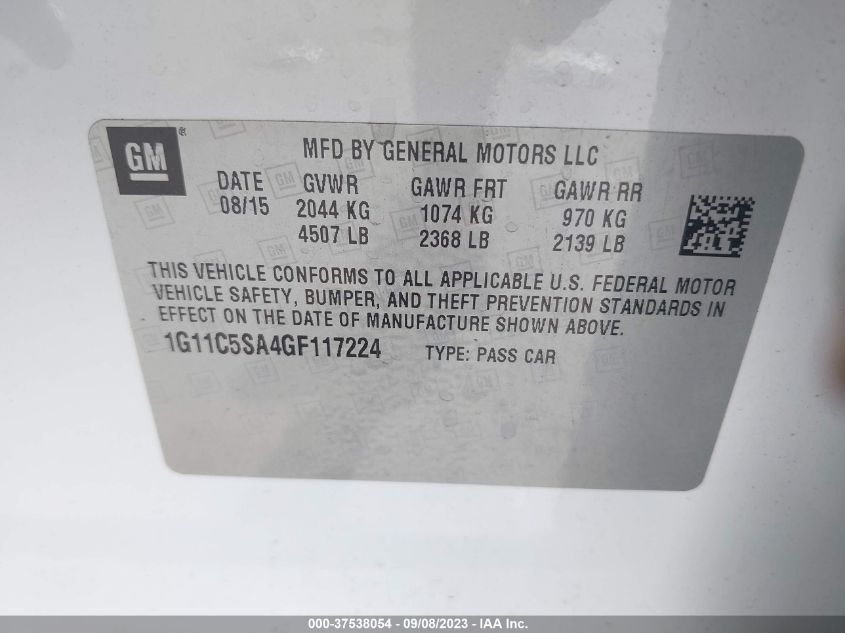 GM®
MFD BY GENERAL MOTORS LLC
DATE GVWR GAWR FRT GAWR RR
08/15 2044 KG 1074 KG 970 KG
4507 LB 2368 LB 2139 LB
THIS VEHICLE CONFORMS TO ALL APPLICABLE U.S. FEDERAL MOTOR
VEHICLE SAFETY, BUMPER, AND THEFT PREVENTION STANDARDS IN
EFFECT ON THE DATE OF MANUFACTURE SHOWN ABOVE.
1G11C5SA4GF117224 TYPE: PASS CAR
000-37538054 - 09/08/2023 - IAA Inc.